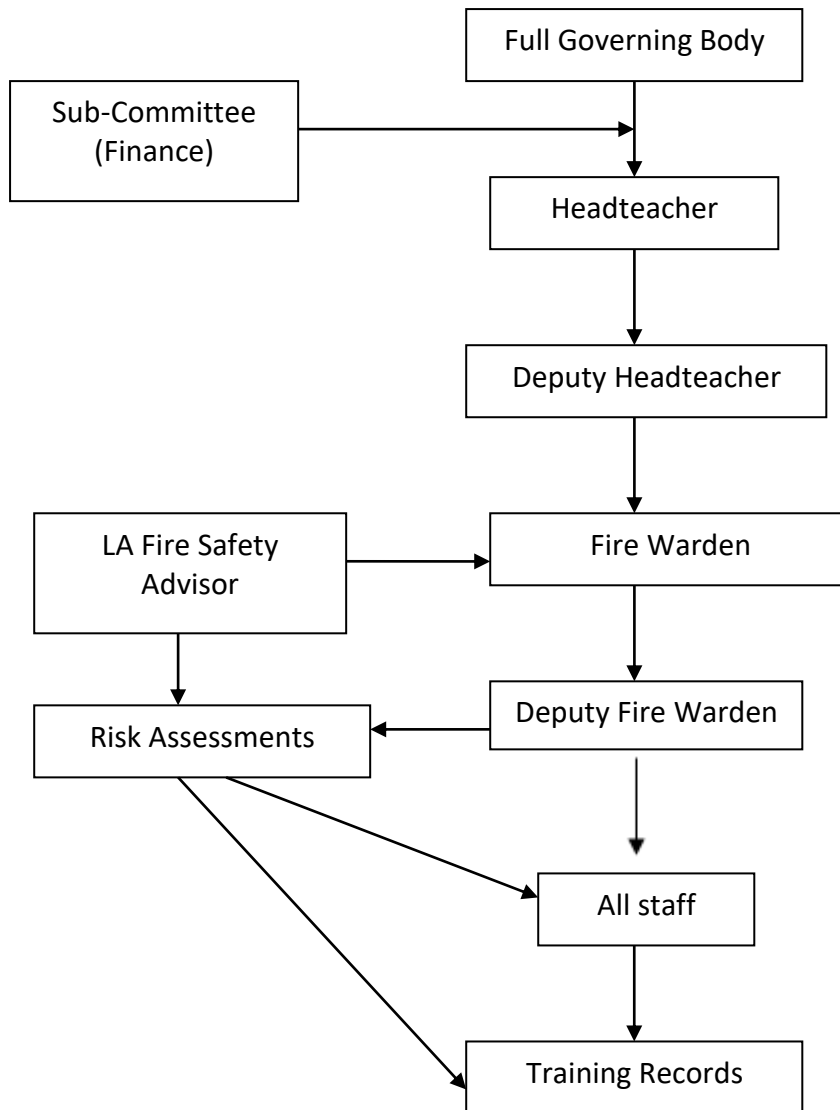 Full Governing Body
Sub-Committee
(Finance)
Headteacher
Deputy Headteacher
LA Fire Safety
Advisor
Fire Warden
Deputy Fire Warden
Risk Assessments
All staff
Training Records